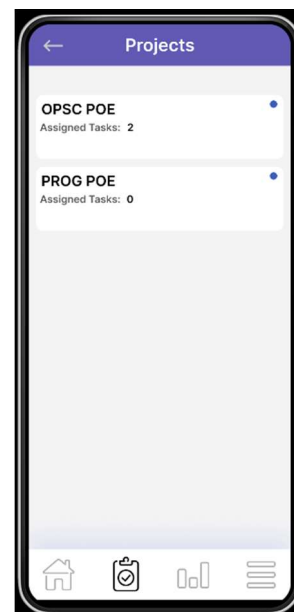 Projects
OPSC POE
Assigned Tasks: 2
PROG POE
Assigned Tasks: 0